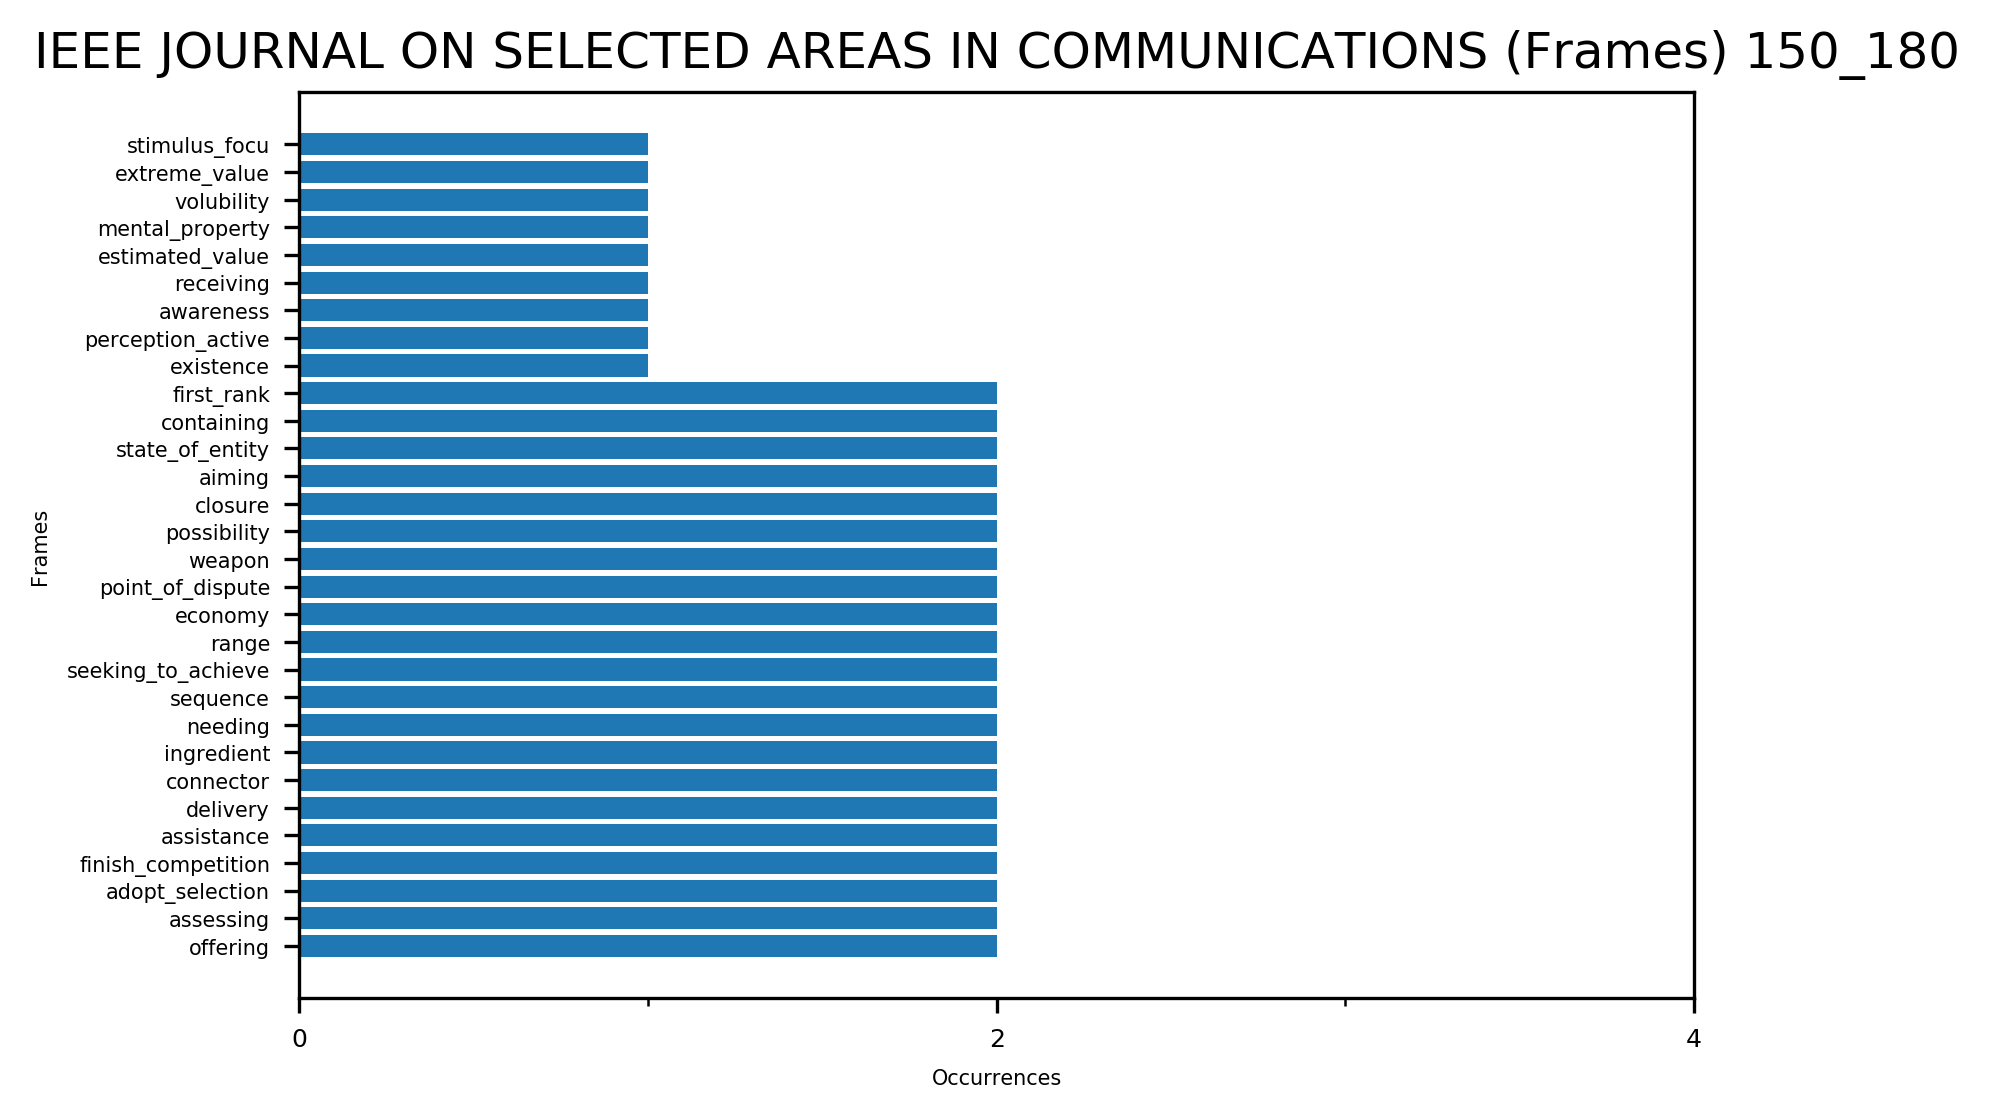 IEEE JOURNAL ON SELECTED AREAS IN COMMUNICATIONS (Frames) 150_180
stimulus_focu
extreme_value
volubility
mental_property
estimated_value
receiving
awareness
perception_active
existence
first_rank
containing
state_of_entity
aiming
closure
possibility
weapon
point_of_dispute
economy
range
seeking_to_achieve
sequence
needing
ingredient
connector
delivery
assistance
finish_competition
adopt_selection
assessing
offering
Frames
0 2 4
Occurrences